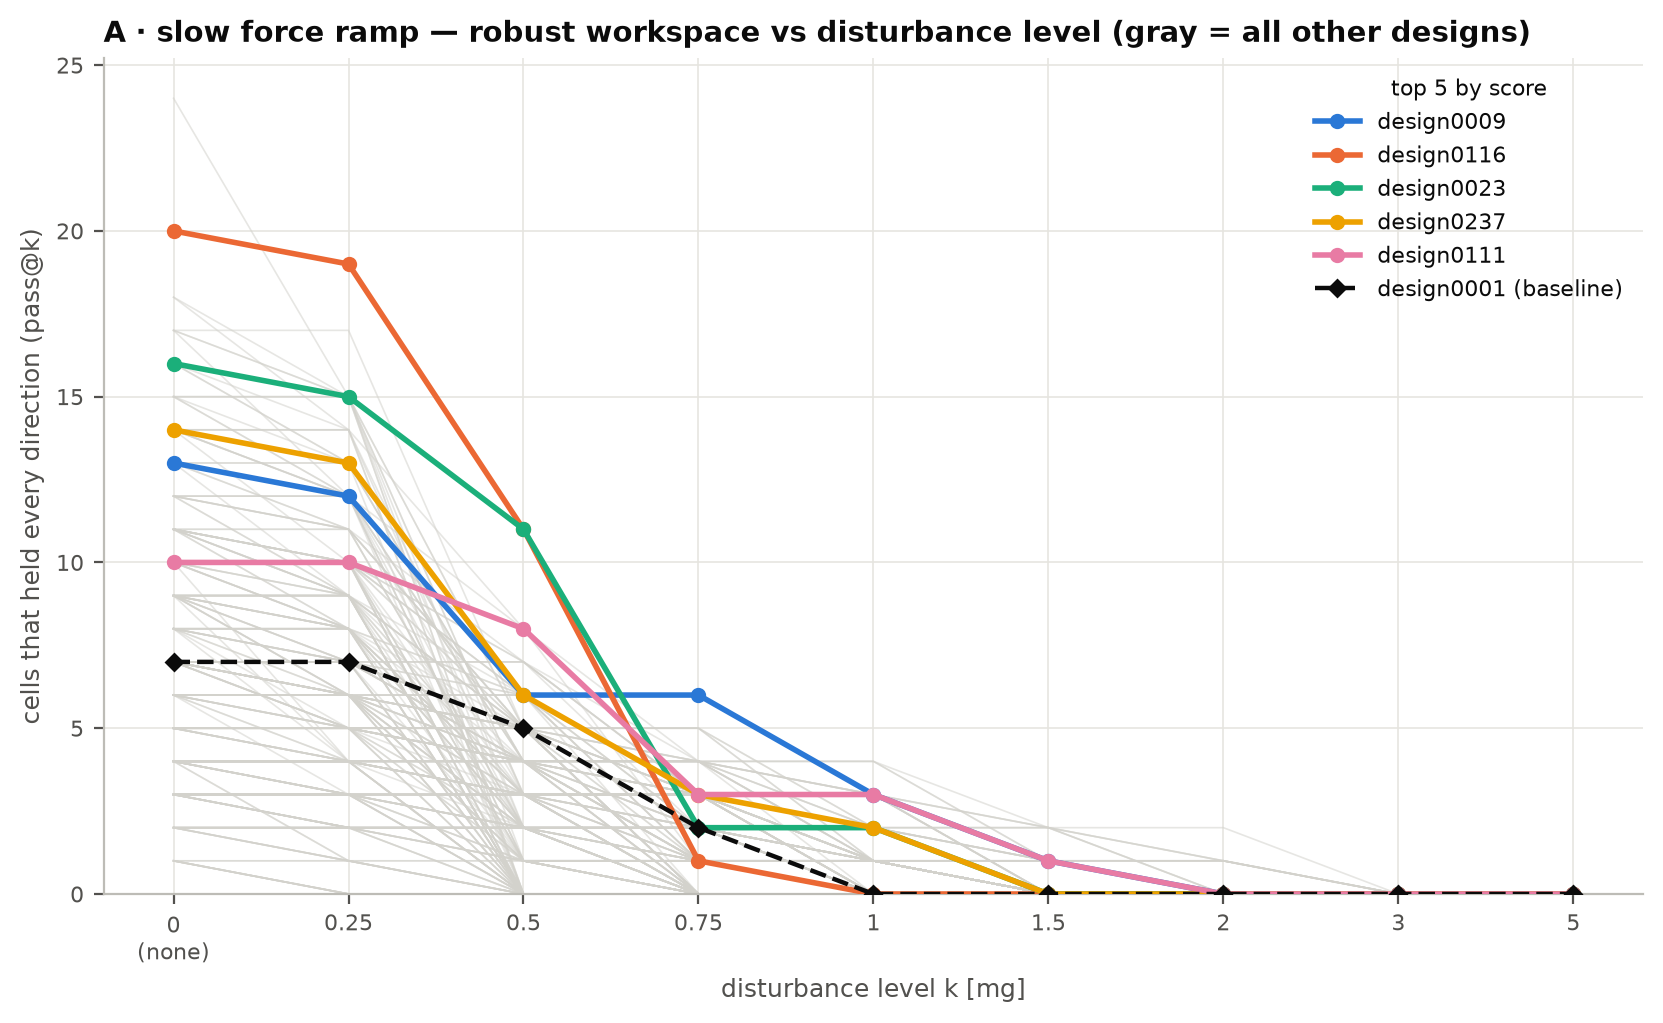 A · slow force ramp — robust workspace vs disturbance level (gray = all other designs)
cells that held every direction (pass@k)
25
20
15
10
5
0
top 5 by score
design0009
design0116
design0023
design0237
design0111
design0001 (baseline)
0 0.25 0.5 0.75 1 1.5 2 3 5
(none)
disturbance level k [mg]